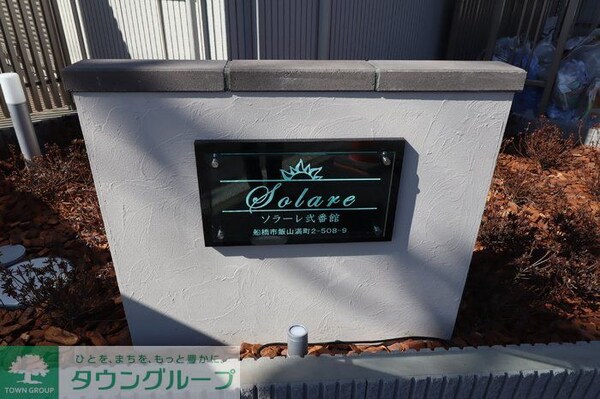 Solare
ソラーレ弐番館
船橋市飯山満町2-508-9
TOWN GROUP
ひとを、まちを、もっと豊かに
タウングループ